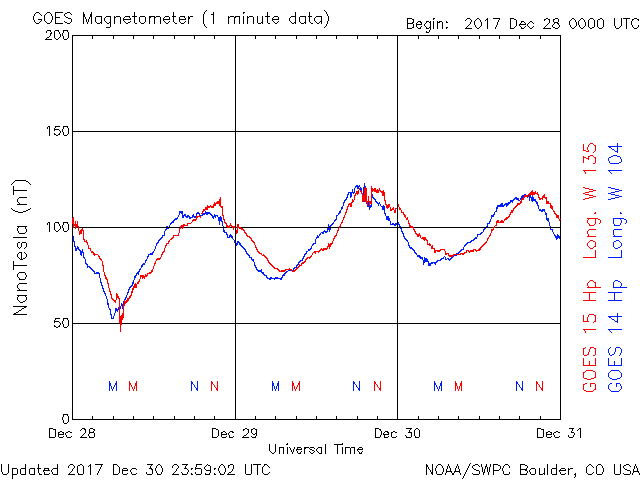 GOES Magnetometer (1 minute data)
Begin: 2017 Dec 28 0000 UTC
200
150
100
50
0
NanoTesla (nT)
M M N N M M N N M M N N
Dec 28 Dec 29 Dec 30 Dec 31
Universal Time
Updated 2017 Dec 30 23:59:02 UTC
NOAA/SWPC Boulder, CO USA
GOES 15 Hp Long. W 135
GOES 14 Hp Long. W 104